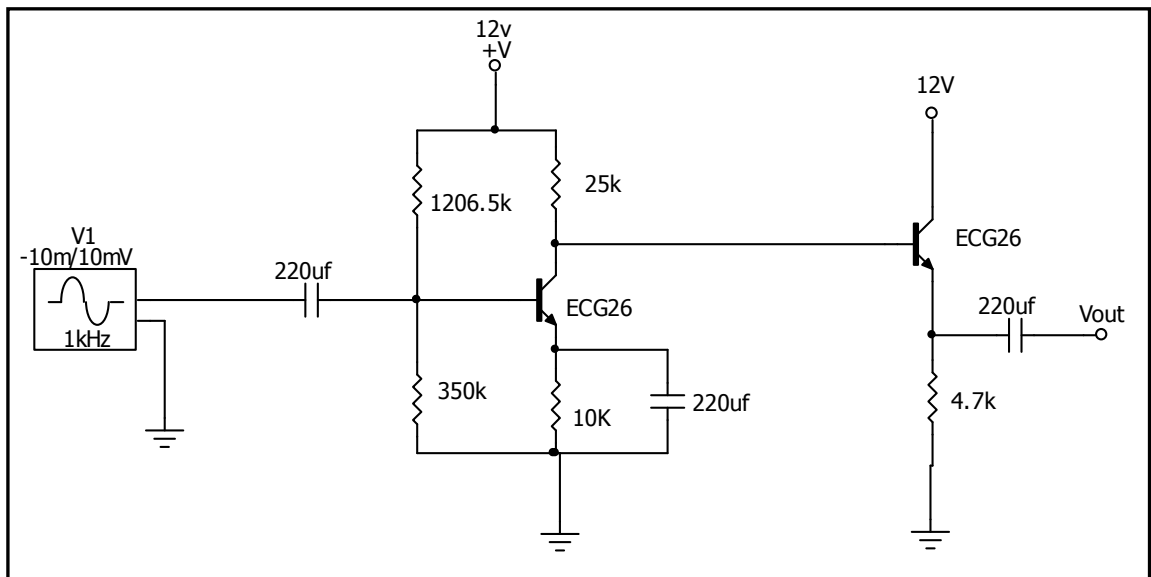 12v
+V
12V
1206.5k
25k
V1
-10m/10mV
1kHz
220uf
ECG26
ECG26
220uf
Vout
350k
10K
220uf
4.7k